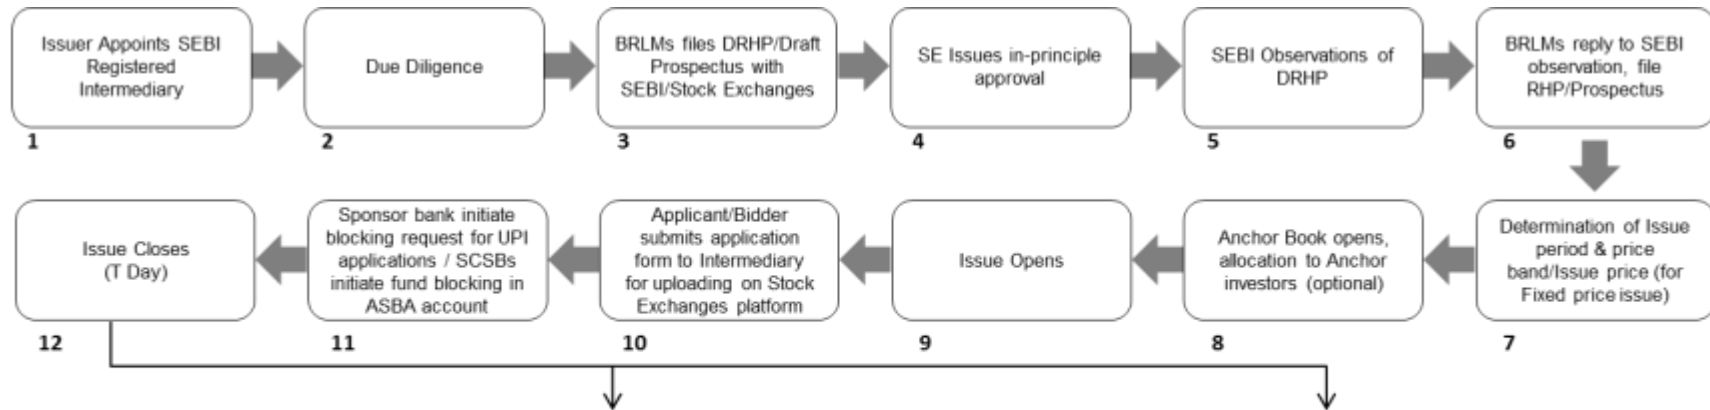 Issuer Appoints SEBI
Registered
Intermediary
1
Due Diligence
2
BRLMs files DRHP/Draft
Prospectus with
SEBI/Stock Exchanges
3
SE Issues in-principle
approval
4
SEBI Observations of
DRHP
5
BRLMs reply to SEBI
observation, file
RHP/Prospectus
6
Determination of Issue
period & price
band/Issue price (for
Fixed price issue)
7
Anchor Book opens,
allocation to Anchor
investors (optional)
8
Issue Opens
9
Applicant/Bidder
submits application
form to Intermediary
for uploading on Stock
Exchanges platform
10
Sponsor bank initiate
blocking request for UPI
applications / SCSBs
initiate fund blocking in
ASBA account
11
Issue Closes
(T Day)
12